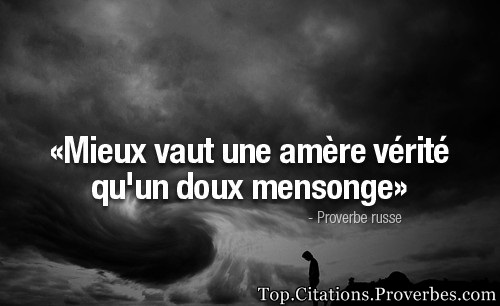 «Mieux vaut une amère vérité
qu'un doux mensonge»
- Proverbe russe
Top.Citations.Proverbes.com